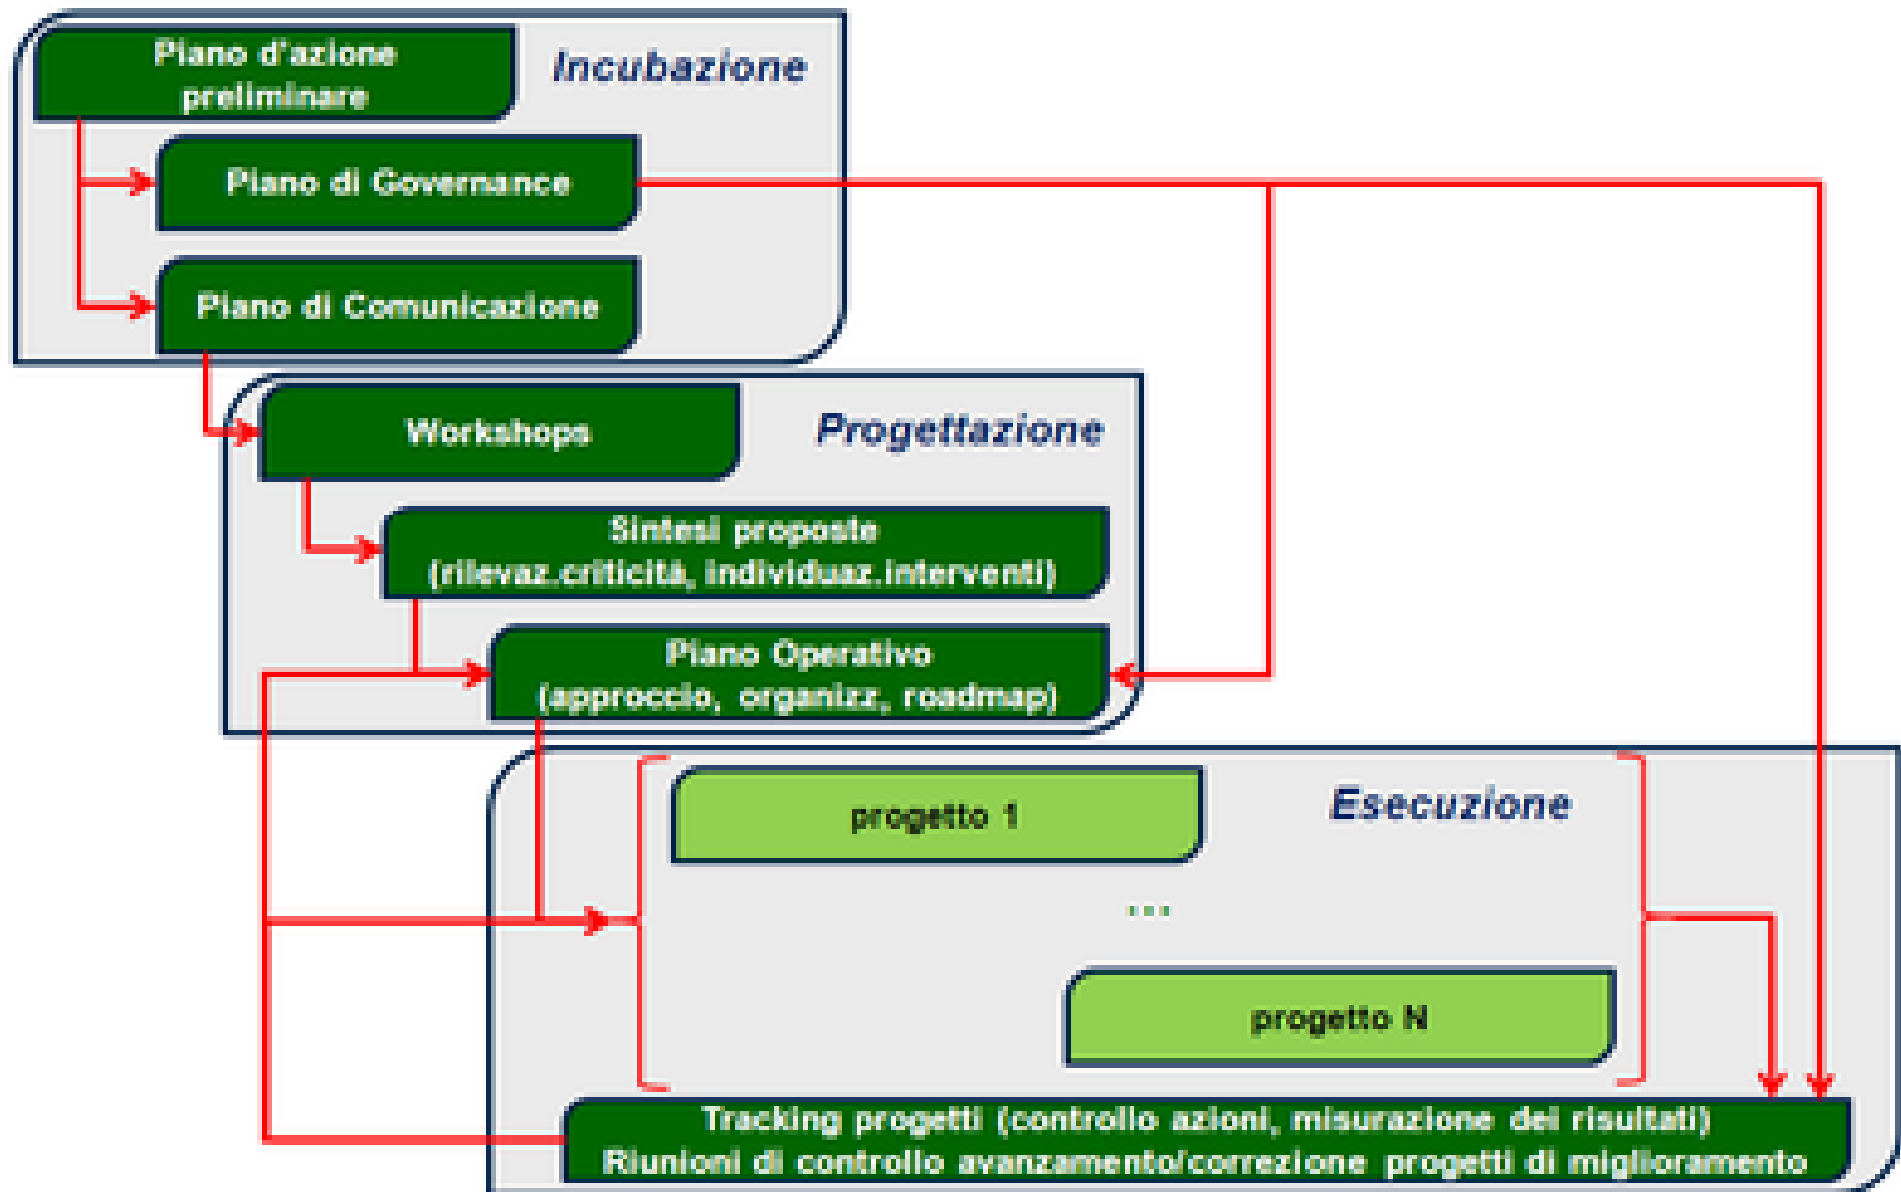 Piano d'azione
preliminare
Incubazione
Piano di Governance
Piano di Comunicazione
Workshops
Progettazione
Sintesi proposte
(rilevaz.criticità, individuaz.interventi)
Piano Operativo
(approccio, organizz, roadmap)
progetto 1
Esecuzione
...
progetto N
Tracking progetti (controllo azioni, misurazione dei risultati)
Riunioni di controllo avanzamento/correzione progetti di miglioramento